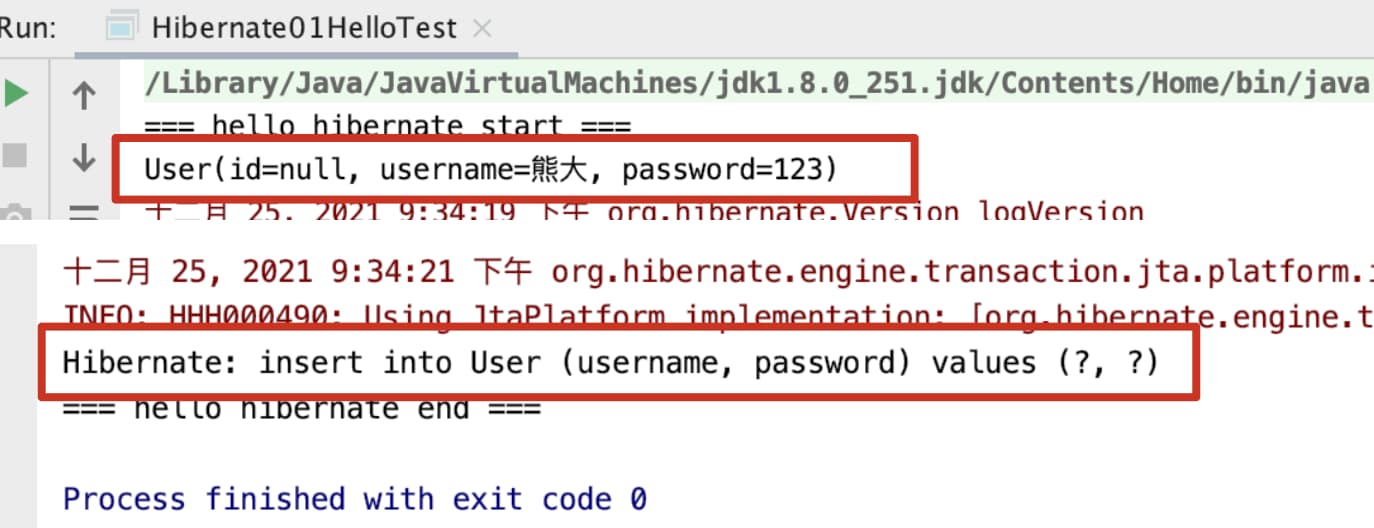 Run: Hibernate01HelloTest
/Library/Java/JavaVirtualMachines/jdk1.8.0_251.jdk/Contents/Home/bin/java
=== hello hibernate start ===
User(id=null, username=熊大, password=123)
十二月 25, 2021 9:34:19 下午 org.hibernate.Version logVersion
十二月 25, 2021 9:34:21 下午 org.hibernate.engine.transaction.jta.platform.i
INFO: HHH000490: Using JtaPlatform implementation: [org.hibernate.engine.t
Hibernate: insert into User (username, password) values (?, ?)
=== hello hibernate end ===
Process finished with exit code 0